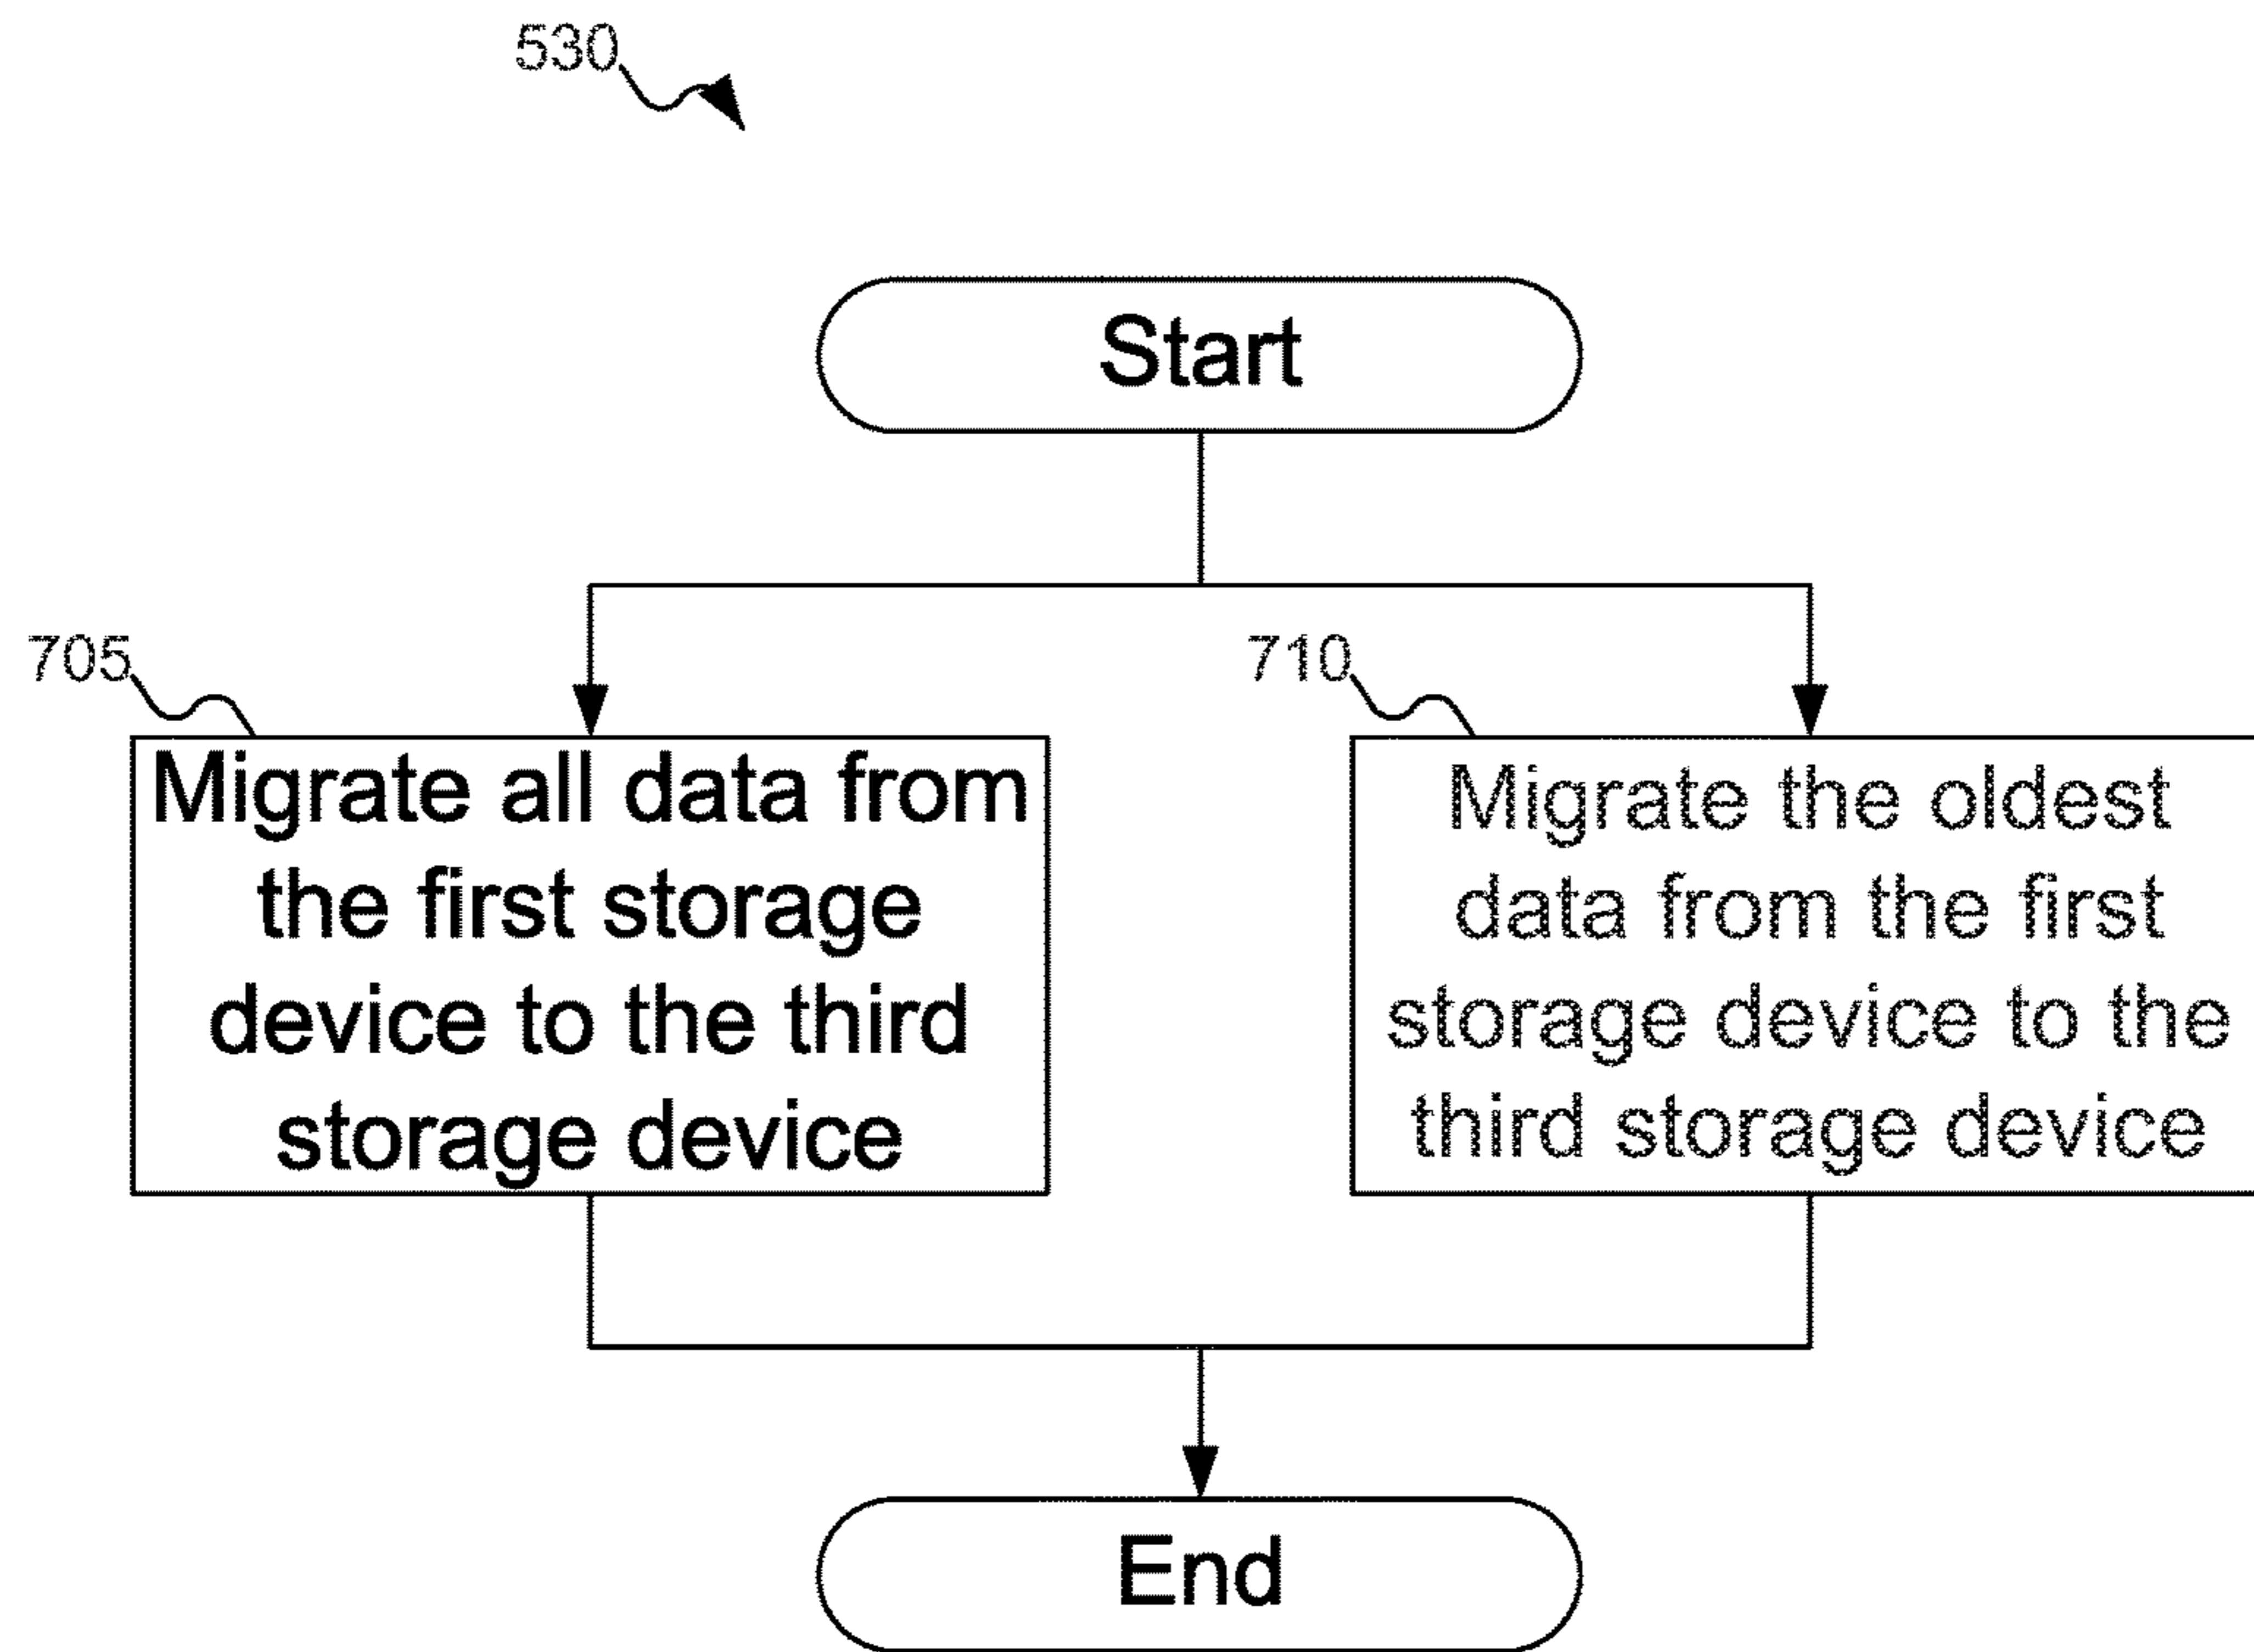 530
Start
705
710
Migrate all data from
the first storage
device to the third
storage device
Migrate the oldest
data from the first
storage device to the
third storage device
End